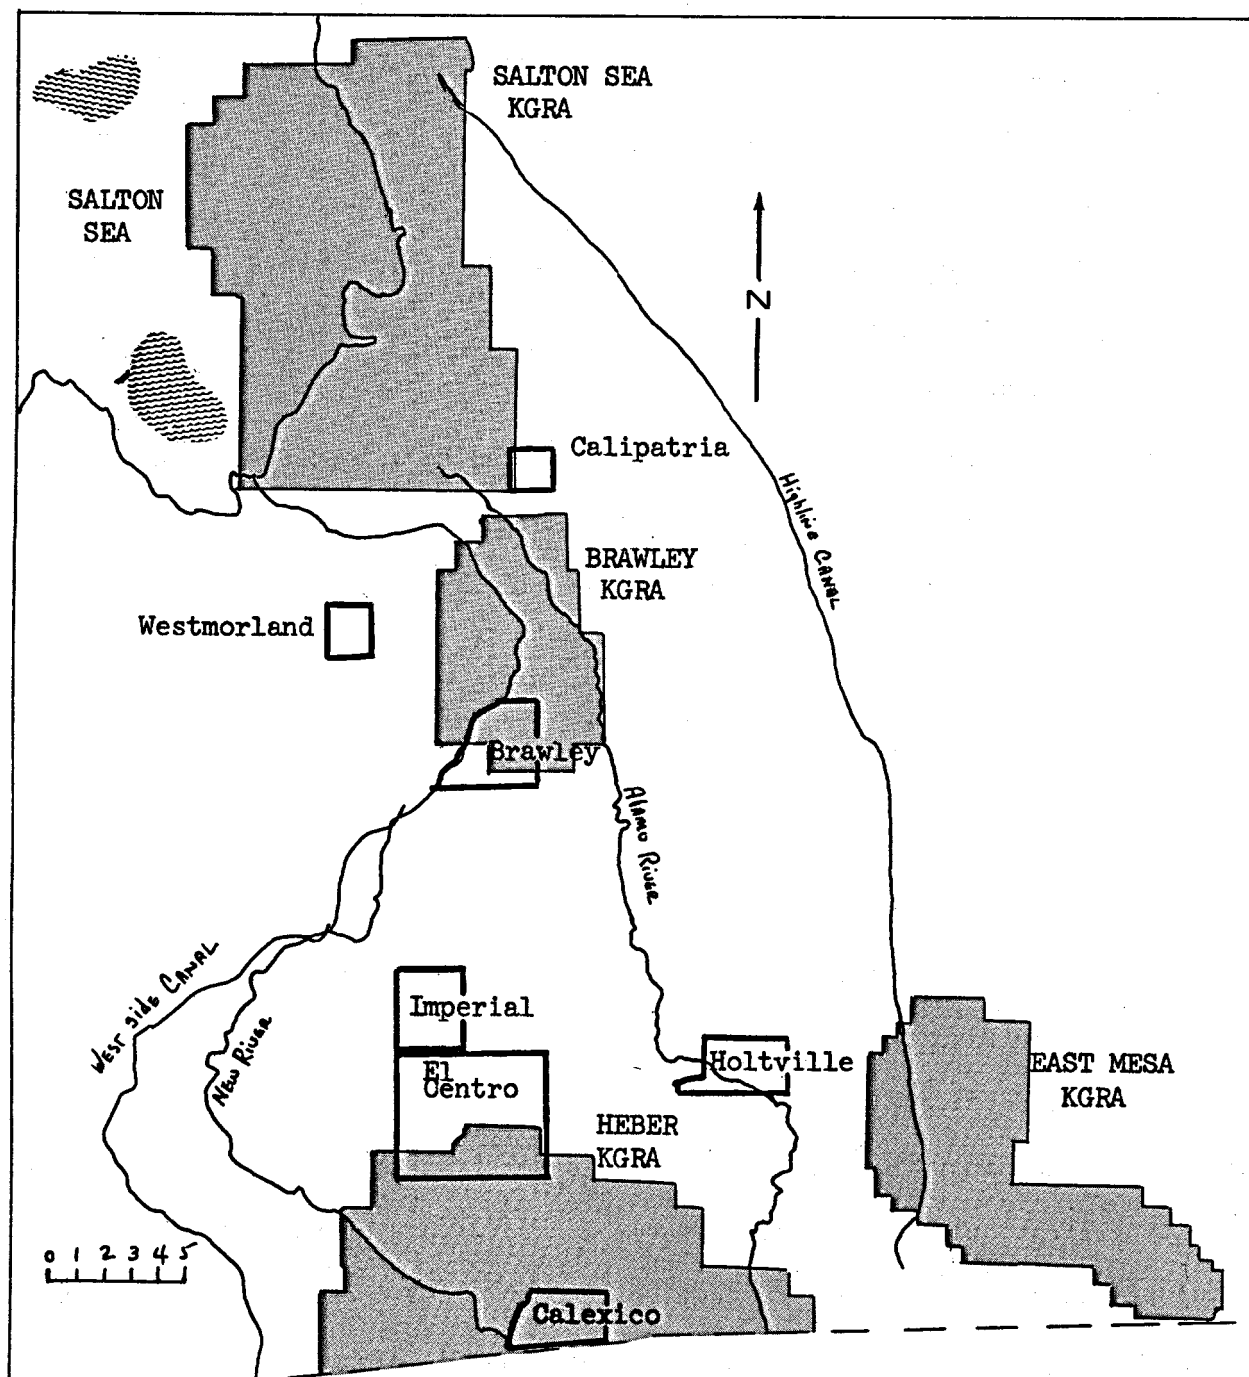 SALTON SEA
KGRA
SALTON
SEA
N
Calipatria
Highline CANAL
BRAWLEY
KGRA
Westmorland
Brawley
ALAMO RIVER
WEST side CANAL
NEW RIVER
Imperial
El
Centro
Holtville
EAST MESA
KGRA
HEBER
KGRA
0 1 2 3 4 5
Calexico